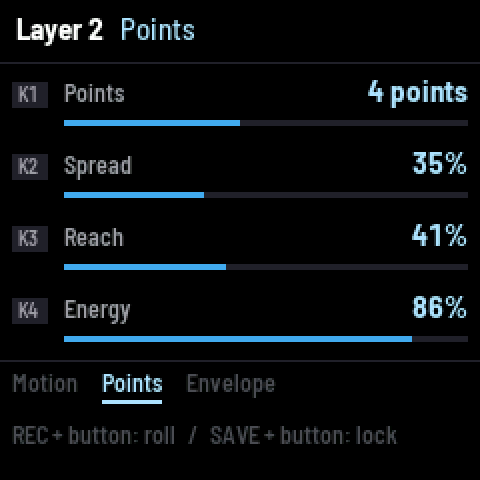 Layer 2 Points
K1 Points 4 points
K2 Spread 35%
K3 Reach 41%
K4 Energy 86%
Motion Points Envelope
REC+ button: roll / SAVE+ button: lock